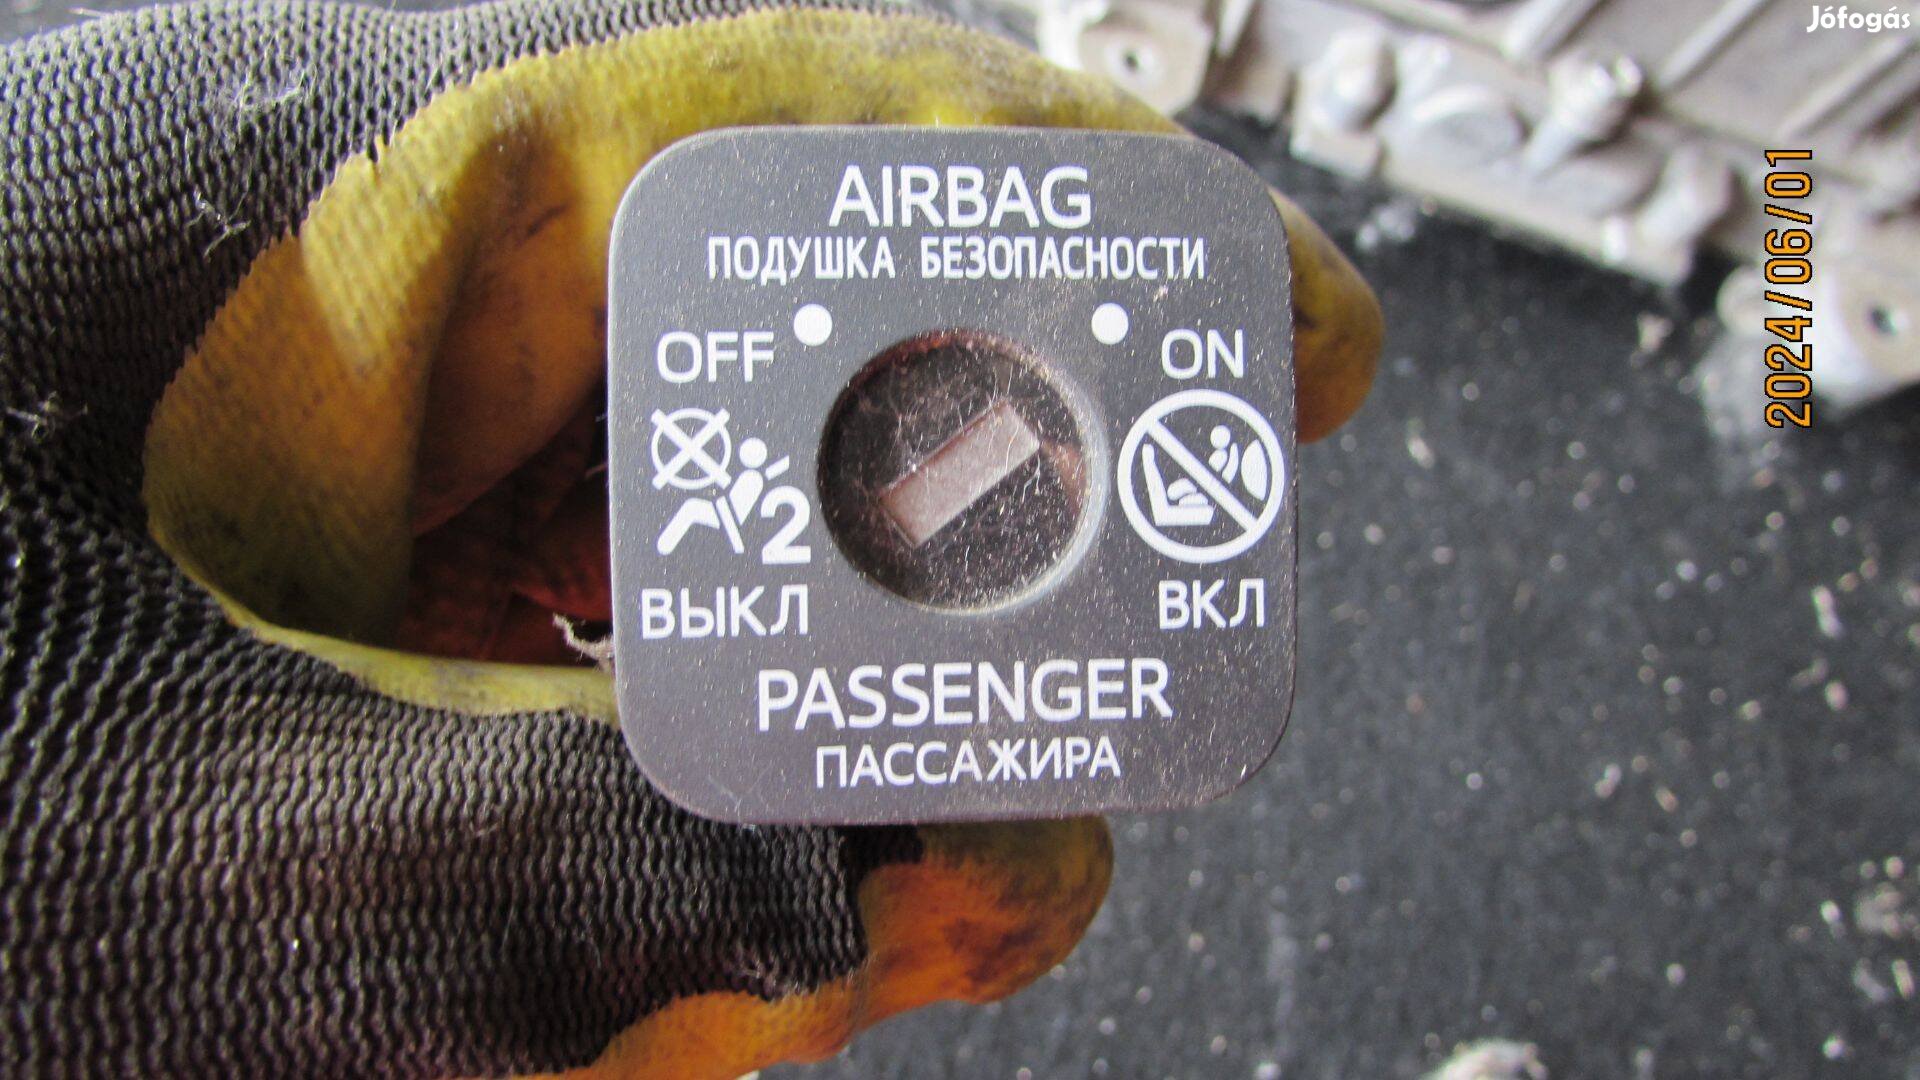 Jófogás
2024/06/01
AIRBAG
ПОДУШКА БЕЗОПАСНОСТИ
OFF
ON
2
ВЫКЛ
ВКЛ
PASSENGER
ПАССАЖИРА